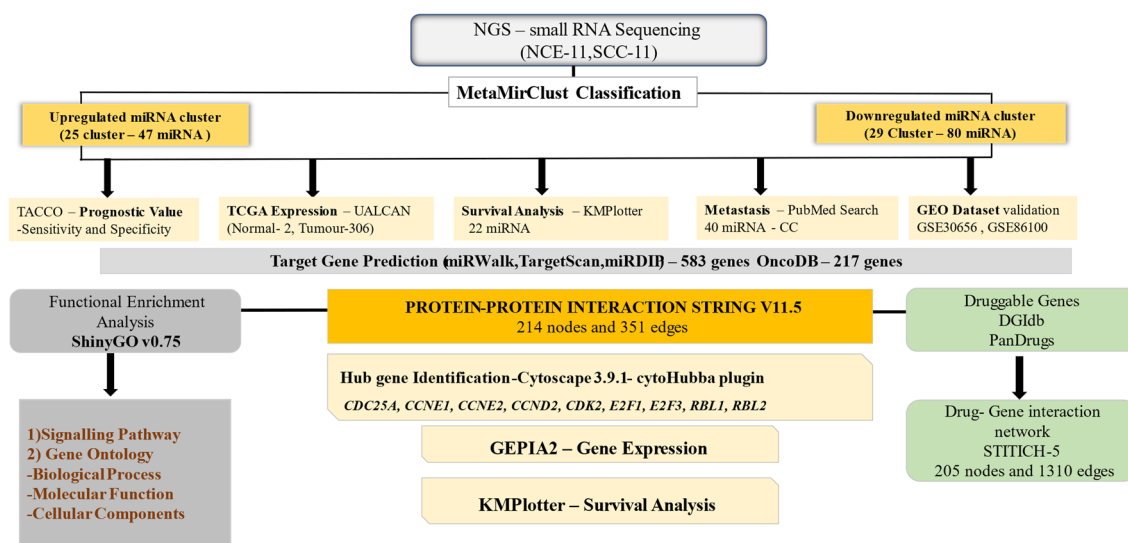 NGS – small RNA Sequencing
(NCE-11,SCC-11)
MetaMirClust Classification
Upregulated miRNA cluster
(25 cluster – 47 miRNA )
Downregulated miRNA cluster
(29 Cluster – 80 miRNA)
TACCO – Prognostic Value
-Sensitivity and Specificity
TCGA Expression – UALCAN
(Normal- 2, Tumour-306)
Survival Analysis – KMPlotter
22 miRNA
Metastasis – PubMed Search
40 miRNA - CC
GEO Dataset validation
GSE30656 , GSE86100
Target Gene Prediction (miRWalk,TargetScan,miRDIP) – 583 genes OncoDB – 217 genes
Functional Enrichment
Analysis
ShinyGO v0.75
PROTEIN-PROTEIN INTERACTION STRING V11.5
214 nodes and 351 edges
Druggable Genes
DGIdb
PanDrugs
Hub gene Identification-Cytoscape 3.9.1- cytoHubba plugin
CDC25A, CCNE1, CCNE2, CCND2, CDK2, E2F1, E2F3, RBL1, RBL2
1)Signalling Pathway
2) Gene Ontology
-Biological Process
-Molecular Function
-Cellular Components
GEPIA2 – Gene Expression
KMPlotter – Survival Analysis
Drug- Gene interaction
network
STITICH-5
205 nodes and 1310 edges